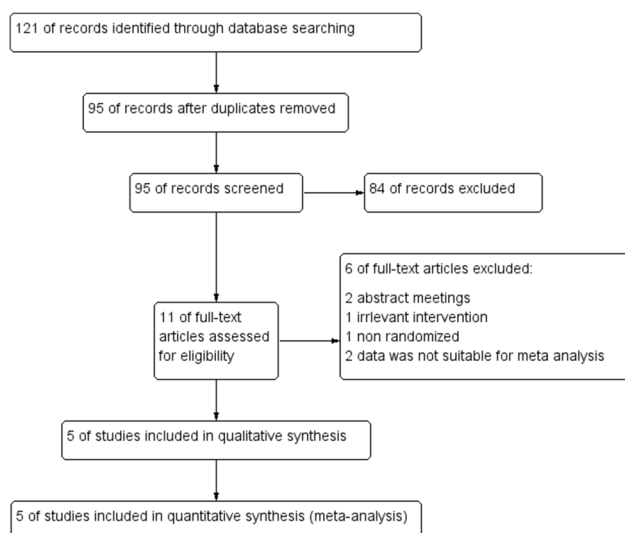 121 of records identified through database searching
95 of records after duplicates removed
95 of records screened
84 of records excluded
11 of full-text
articles assessed
for eligibility
6 of full-text articles excluded:
2 abstract meetings
1 irrlevant intervention
1 non randomized
2 data was not suitable for meta analysis
5 of studies included in qualitative synthesis
5 of studies included in quantitative synthesis (meta-analysis)